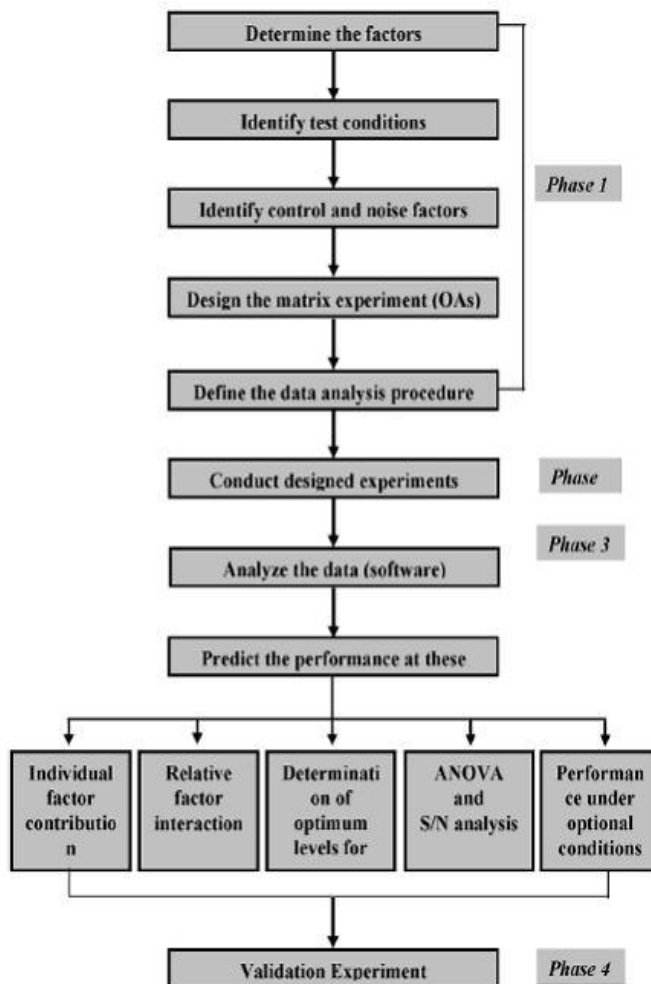 Determine the factors
Identify test conditions
Phase 1
Identify control and noise factors
Design the matrix experiment (OAs)
Define the data analysis procedure
Conduct designed experiments
Phase
Phase 3
Analyze the data (software)
Predict the performance at these
Individual
factor
contributio
n
Relative
factor
interaction
Determinati
on of
optimum
levels for
ANOVA
and
S/N analysis
Performan
ce under
optional
conditions
Validation Experiment
Phase 4